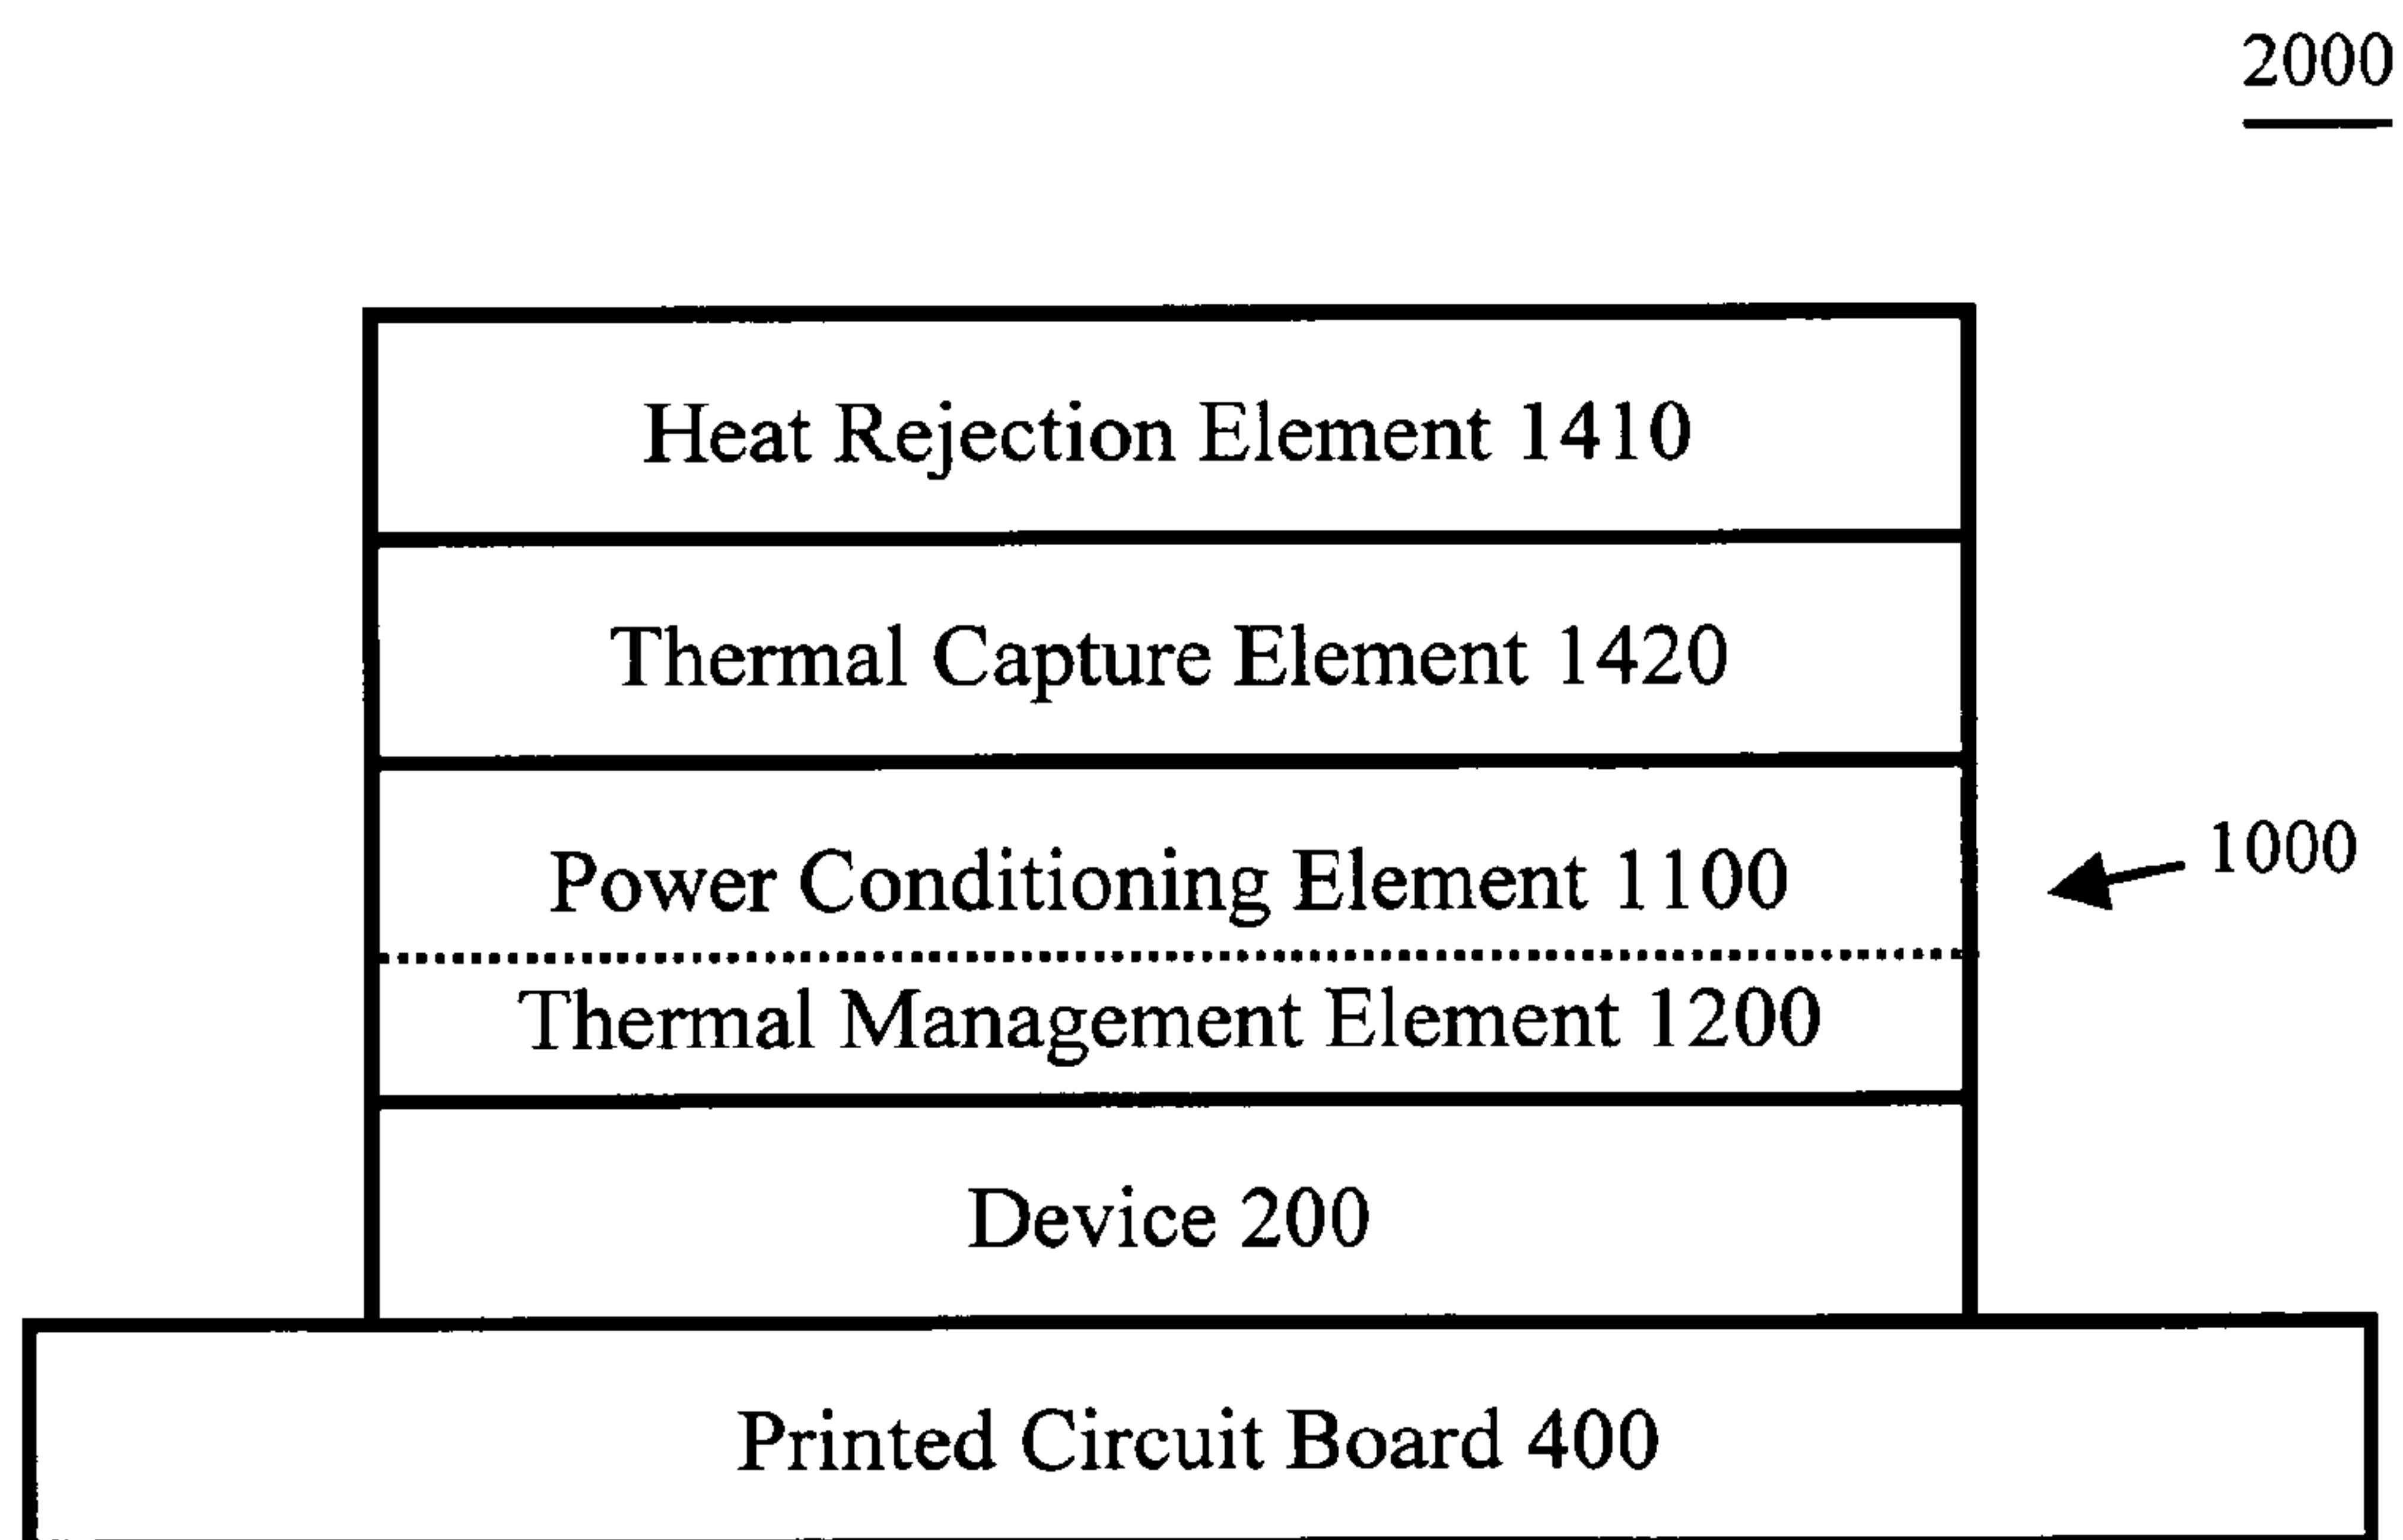 2000
Heat Rejection Element 1410
Thermal Capture Element 1420
Power Conditioning Element 1100
1000
Thermal Management Element 1200
Device 200
Printed Circuit Board 400